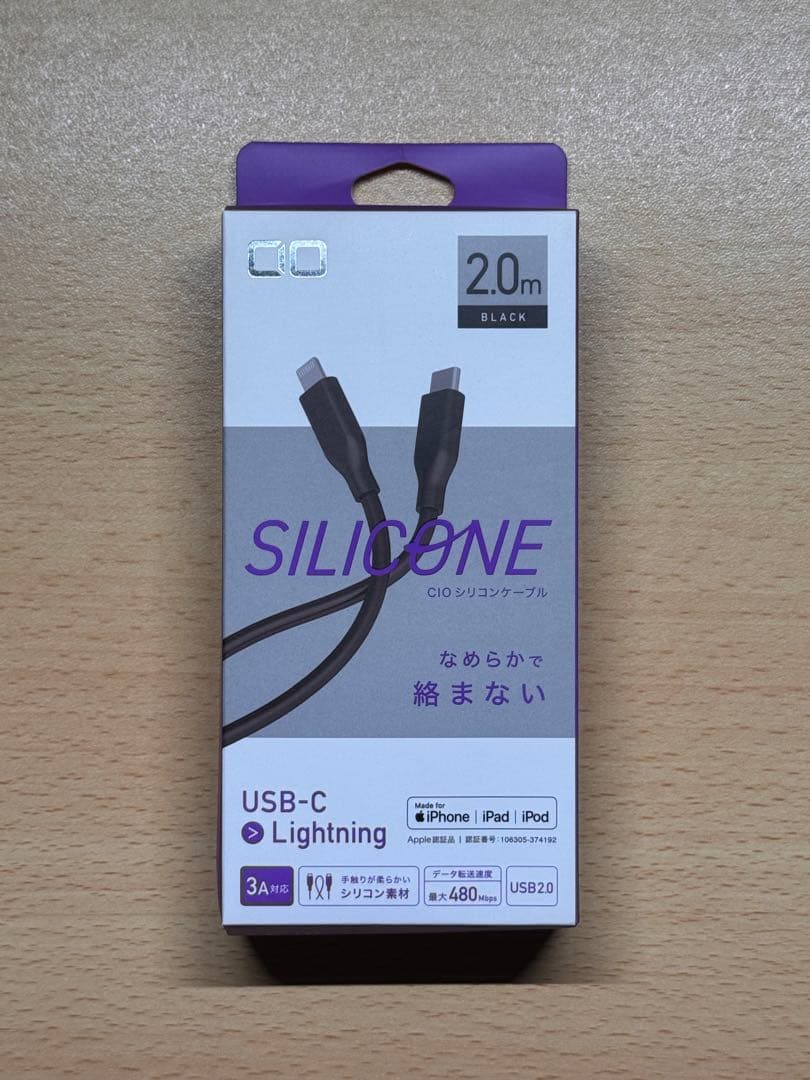 CIO
2.0m
BLACK
SILICONE
CIO シリコンケーブル
なめらかで
絡まない
USB-C
> Lightning
Made for
iPhone | iPad | iPod
Apple認証品 | 認証番号:106305-374192
3A対応
手触りが柔らかい
シリコン素材
データ転送速度
最大480Mbps
USB2.0